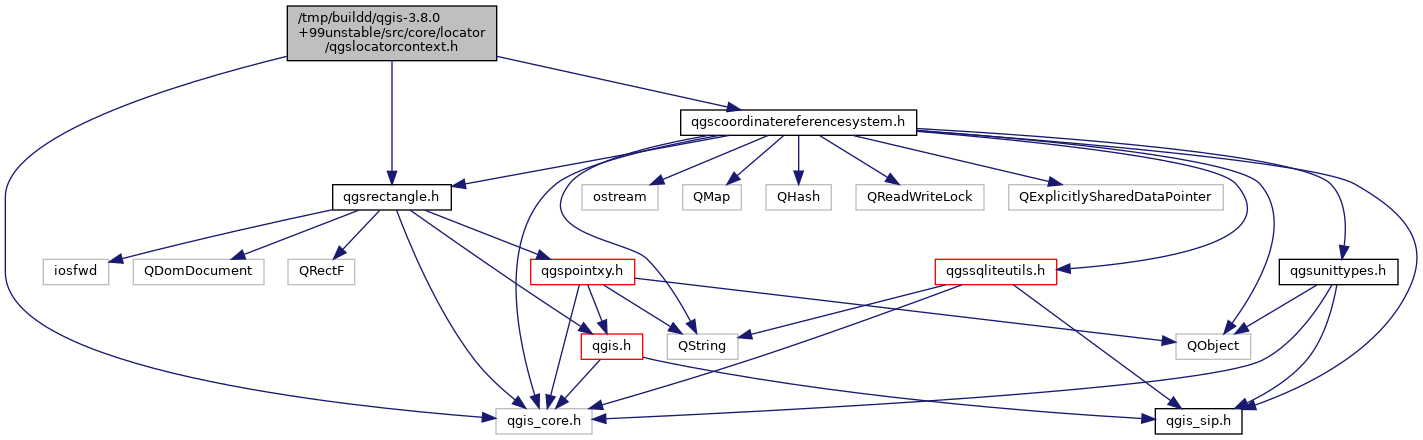 /tmp/buildd/qgis-3.8.0
+99unstable/src/core/locator
/qgslocatorcontext.h
qgscoordinatereferencesystem.h
qgsrectangle.h
ostream
QMap
QHash
QReadWriteLock
QExplicitlySharedDataPointer
iosfwd
QDomDocument
QRectF
qgspointxy.h
qgssqliteutils.h
qgsunittypes.h
qgis.h
QString
QObject
qgis_core.h
qgis_sip.h